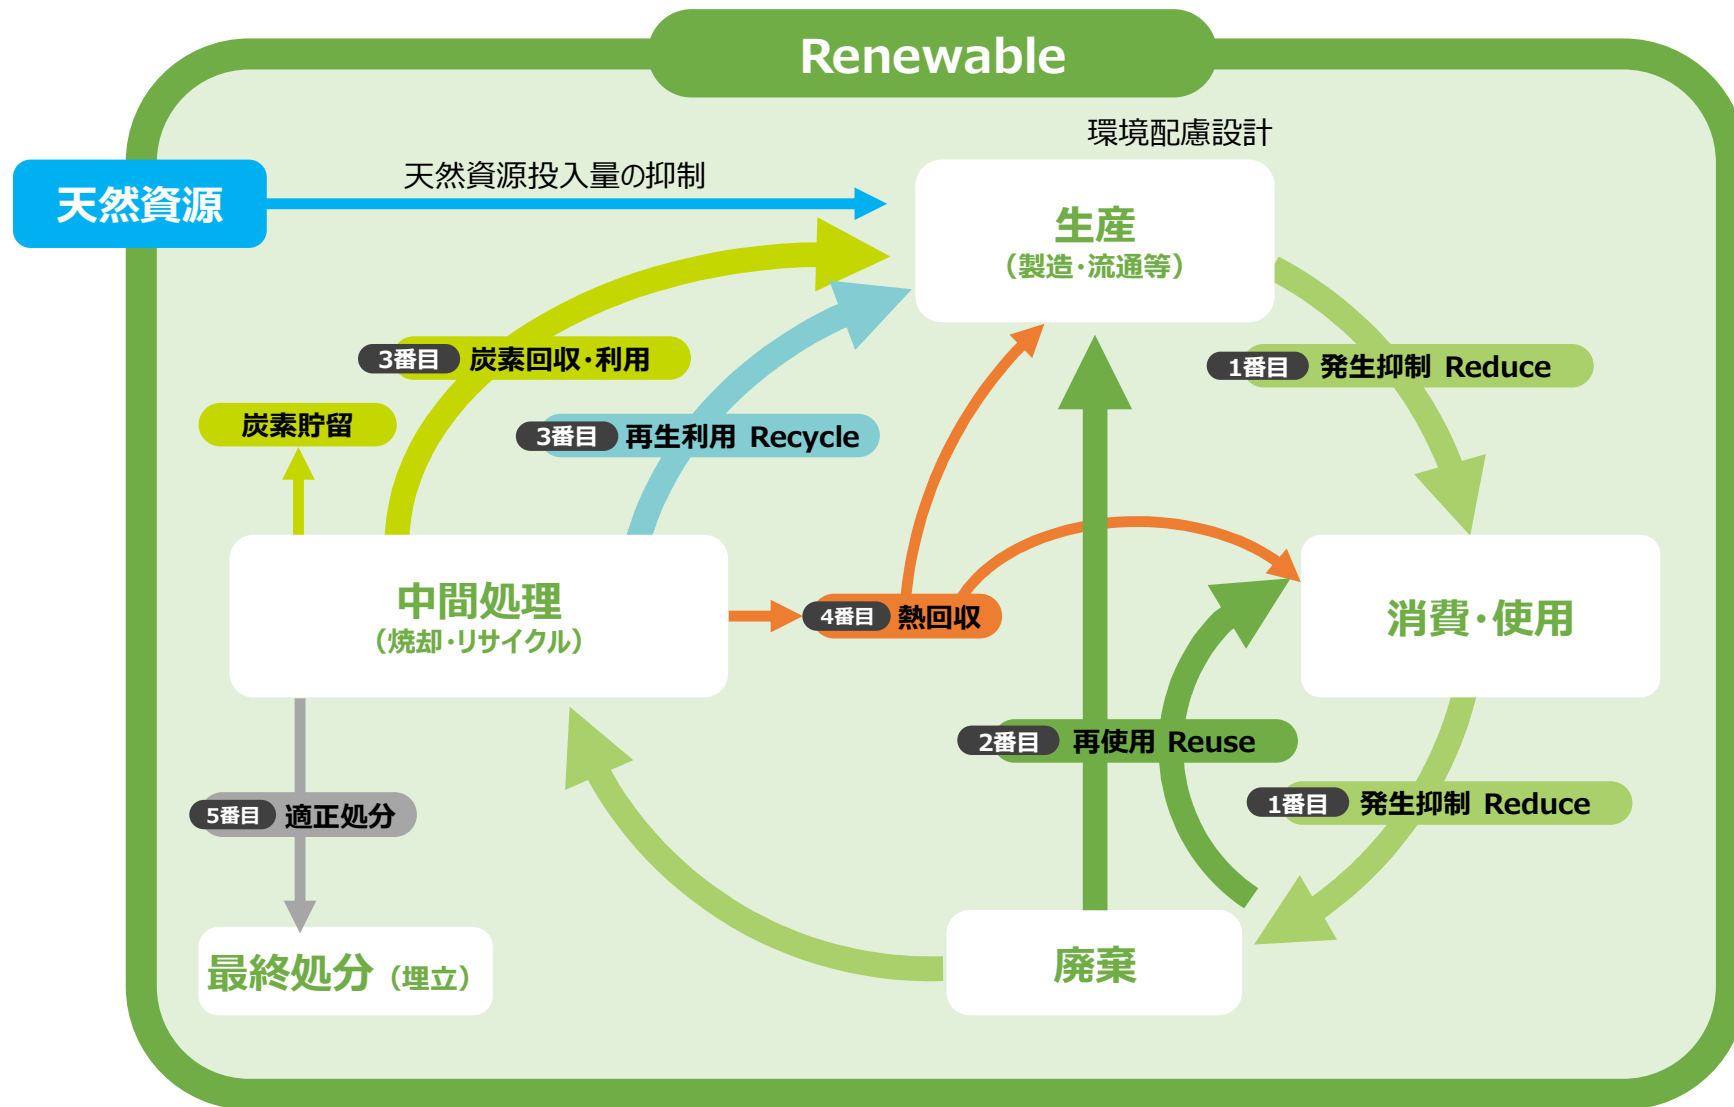 Renewable
環境配慮設計
天然資源
天然資源投入量の抑制
生産
（製造・流通等）
3番目 炭素回収・利用
1番目 発生抑制 Reduce
炭素貯留
3番目 再生利用 Recycle
中間処理
（焼却・リサイクル）
4番目 熱回収
消費・使用
2番目 再使用 Reuse
5番目 適正処分
1番目 発生抑制 Reduce
最終処分（埋立）
廃棄